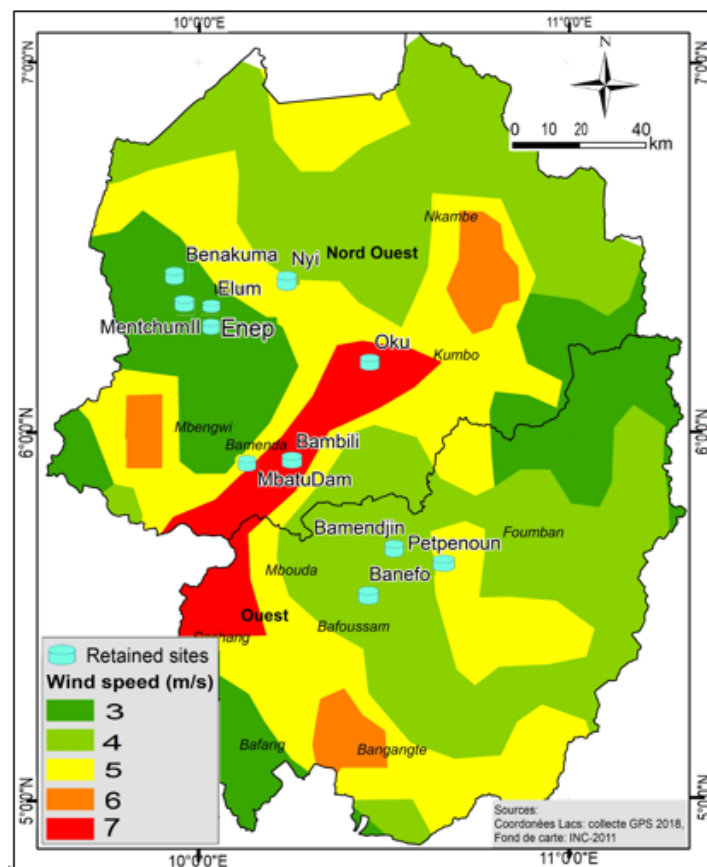 10°0'0"E 11°0'0"E
N
7°0'0"N 7°0'0"N
0 10 20 40
km
Nkambe
Nord Ouest
Benakuma Nyi
Elum
MentchumII Enep
Oku
Kumbo
6°0'0"N 6°0'0"N
Mbengwi
Bamenda Bambili
MbatuDam
Bamendjin
Petpenoun Foumban
Mbouda Banefo
Ouest Bafoussam
Retained sites
Wind speed (m/s)
3
4
5
6
7
Bafang Bangangte
5°0'0"N 5°0'0"N
Sources:
Coordonées Lacs: collecte GPS 2018,
Fond de carte: INC-2011
10°0'0"E 11°0'0"E